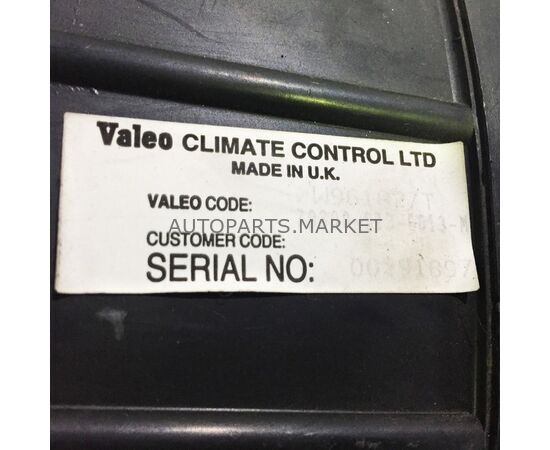 Valeo CLIMATE CONTROL LTD
MADE IN U.K.
VALEO CODE:
AUTOPARTS.MARKET
CUSTOMER CODE:
SERIAL NO: